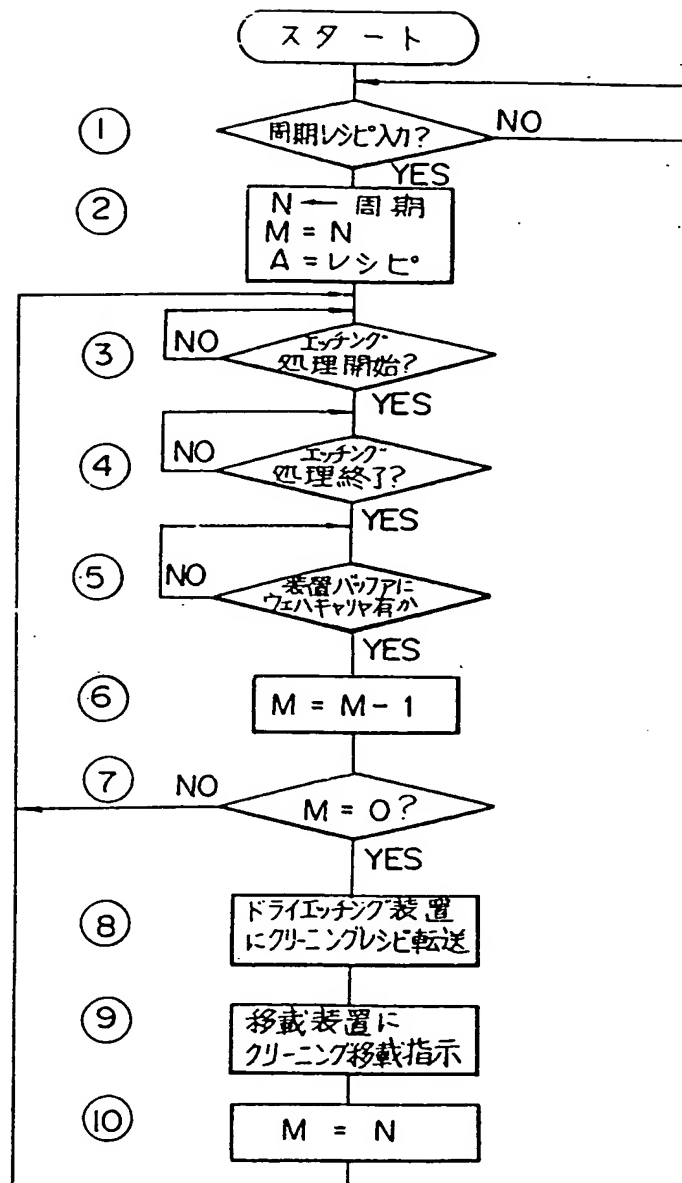 スタート
① 周期レシピ入力? NO
YES
② N ← 周期
M = N
A = レシピ
③ NO エッチング
処理開始?
YES
④ NO エッチング
処理終了?
YES
⑤ NO 装置バッファに
ウェハキャリヤ有か
YES
⑥ M = M - 1
⑦ NO M = 0?
YES
⑧ ドライエッチング装置
にクリーニングレシピ転送
⑨ 移載装置に
クリーニング移載指示
⑩ M = N